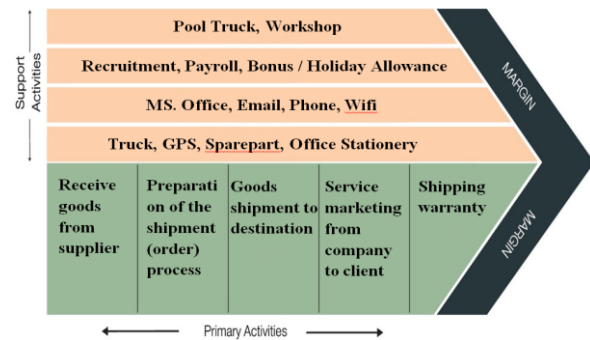 Support
Activities
Pool Truck, Workshop
Recruitment, Payroll, Bonus / Holiday Allowance
MS. Office, Email, Phone, Wifi
Truck, GPS, Sparepart, Office Stationery
MARGIN
Receive
goods
from
supplier
Preparati
on of the
shipment
(order)
process
Goods
shipment to
destination
Service
marketing
from
company
to client
Shipping
warranty
MARGIN
Primary Activities